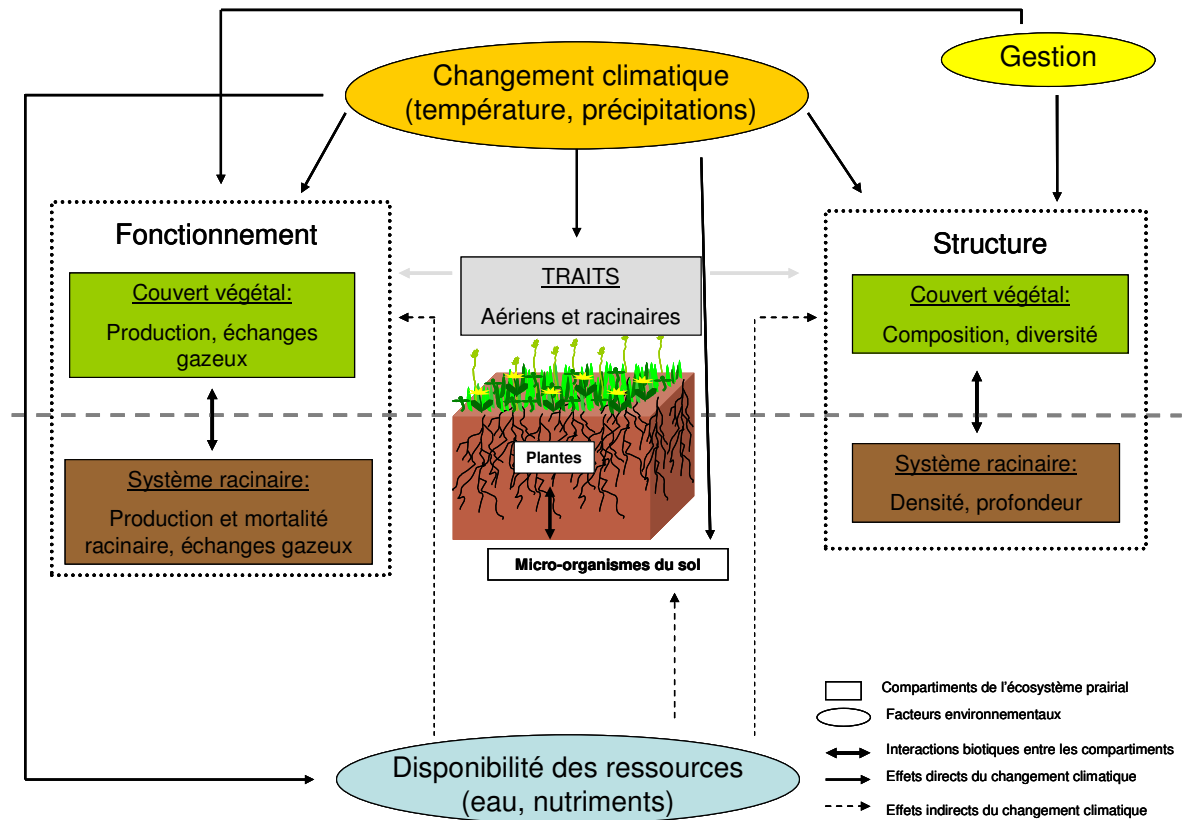 Gestion
Changement climatique
(température, précipitations)
Fonctionnement
Couvert végétal:
Production, échanges
gazeux
Système racinaire:
Production et mortalité
racinaire, échanges gazeux
TRAITS
Aériens et racinaires
Plantes
Micro-organismes du sol
Structure
Couvert végétal:
Composition, diversité
Système racinaire:
Densité, profondeur
Disponibilité des ressources
(eau, nutriments)
Compartiments de l'écosystème prairial
Facteurs environnementaux
Interactions biotiques entre les compartiments
Effets directs du changement climatique
Effets indirects du changement climatique